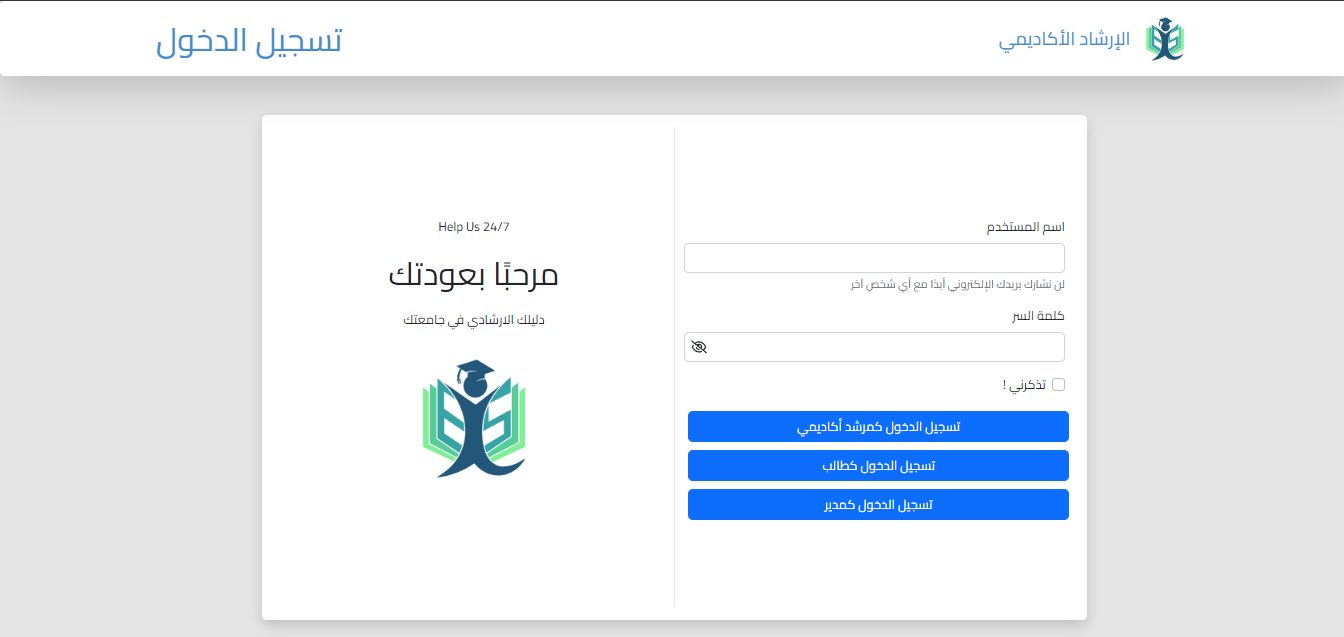 الإرشاد الأكاديمي
تسجيل الدخول
اسم المستخدم
لن نشارك بريدك الإلكتروني أبدًا مع أي شخص آخر
كلمة السر
تذكرني !
تسجيل الدخول كمرشد أكاديمي
تسجيل الدخول كطالب
تسجيل الدخول كمدير
Help Us 24/7
مرحبًا بعودتك
دليلك الارشادي في جامعتك